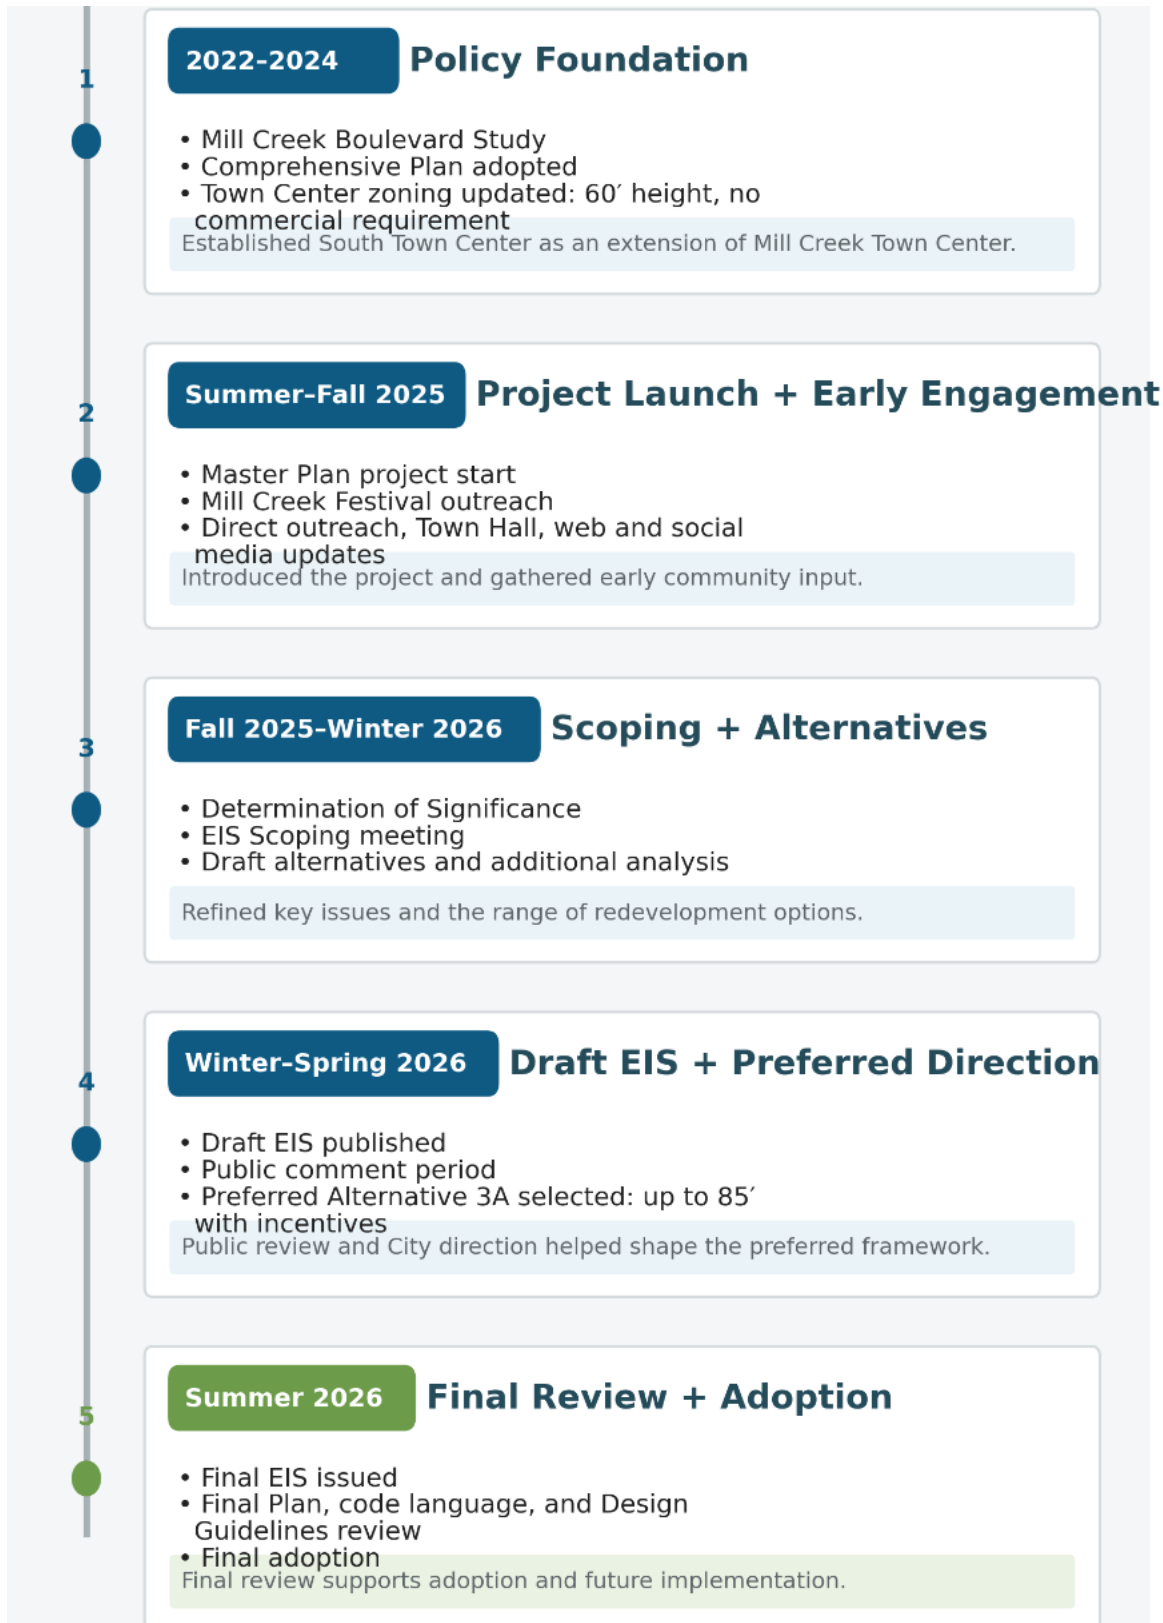 1
2022–2024 Policy Foundation
• Mill Creek Boulevard Study
• Comprehensive Plan adopted
• Town Center zoning updated: 60′ height, no
commercial requirement
Established South Town Center as an extension of Mill Creek Town Center.
2
Summer–Fall 2025 Project Launch + Early Engagement
• Master Plan project start
• Mill Creek Festival outreach
• Direct outreach, Town Hall, web and social
media updates
Introduced the project and gathered early community input.
3
Fall 2025–Winter 2026 Scoping + Alternatives
• Determination of Significance
• EIS Scoping meeting
• Draft alternatives and additional analysis
Refined key issues and the range of redevelopment options.
4
Winter–Spring 2026 Draft EIS + Preferred Direction
• Draft EIS published
• Public comment period
• Preferred Alternative 3A selected: up to 85′
with incentives
Public review and City direction helped shape the preferred framework.
5
Summer 2026 Final Review + Adoption
• Final EIS issued
• Final Plan, code language, and Design
Guidelines review
• Final adoption
Final review supports adoption and future implementation.